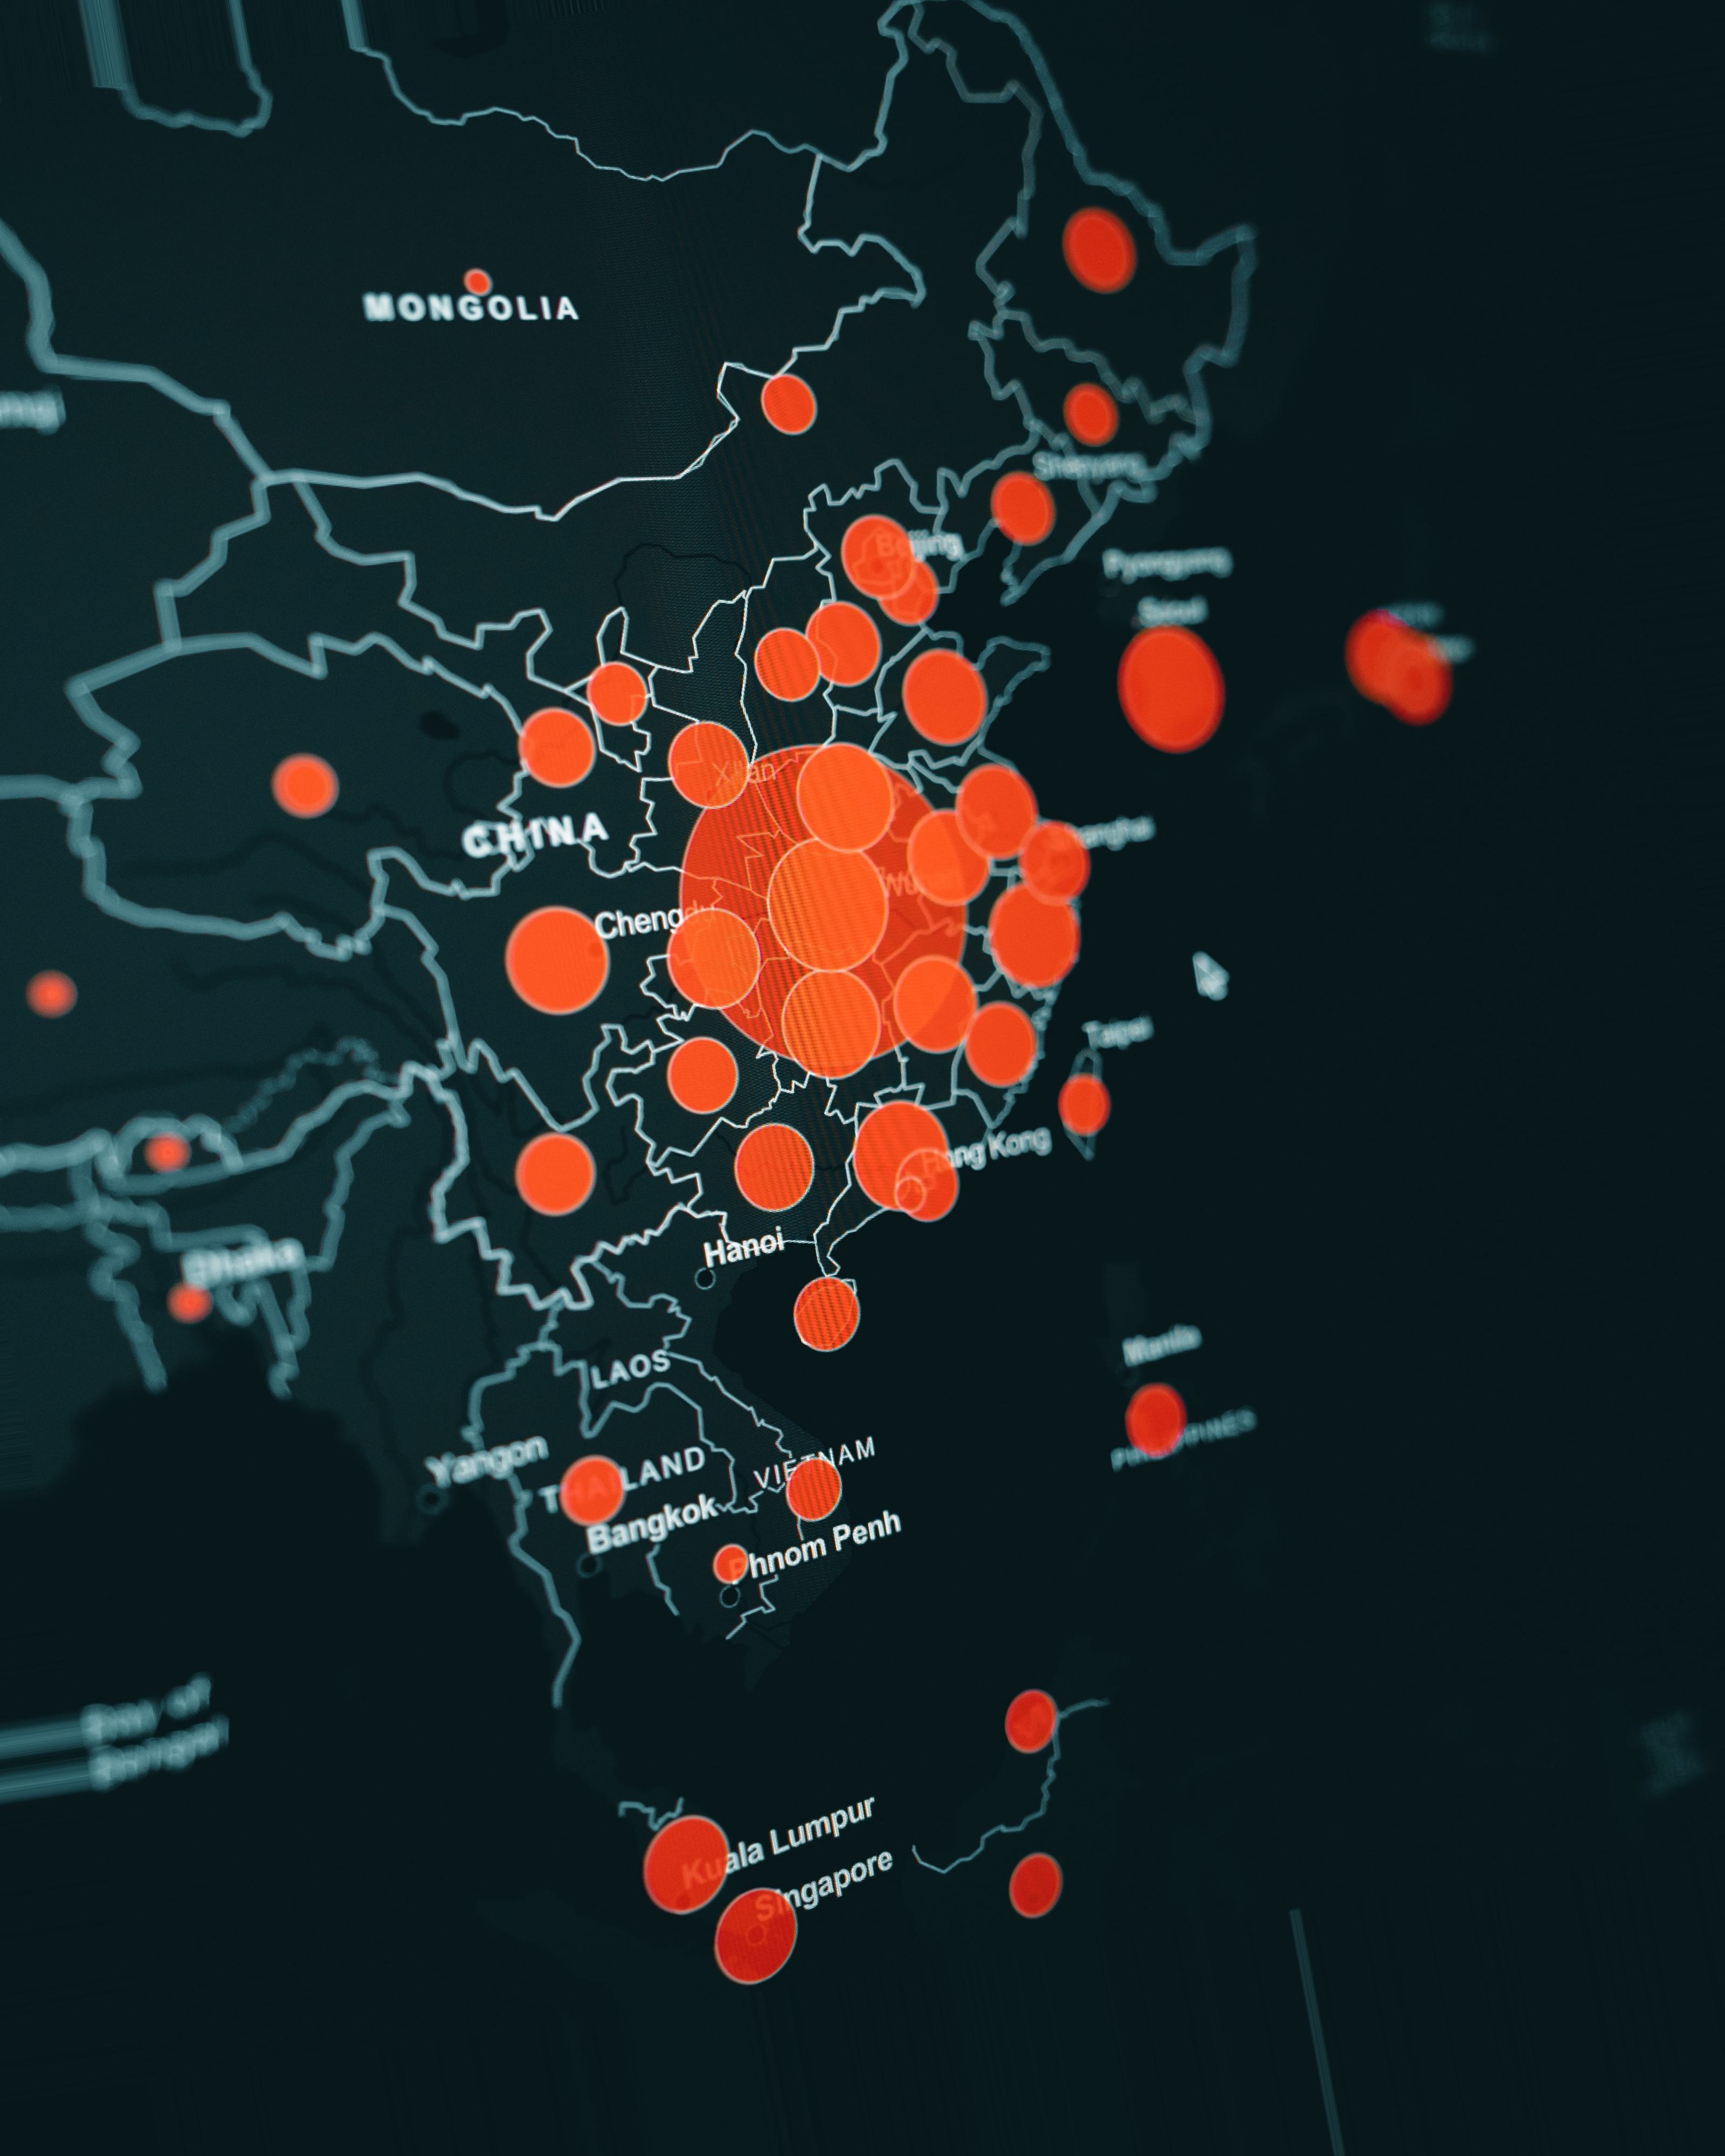 MONGOLIA
Shenyang
Beijing
Pyongyang
Seoul
Xi'an
CHINA
Shanghai
Wuhan
Chengdu
Taipei
Hong Kong
Hanoi
Dhaka
Manila
LAOS
PHILIPPINES
Yangon
THAILAND
VIETNAM
Bangkok
Phnom Penh
Bay of
Bengal
Kuala Lumpur
Singapore